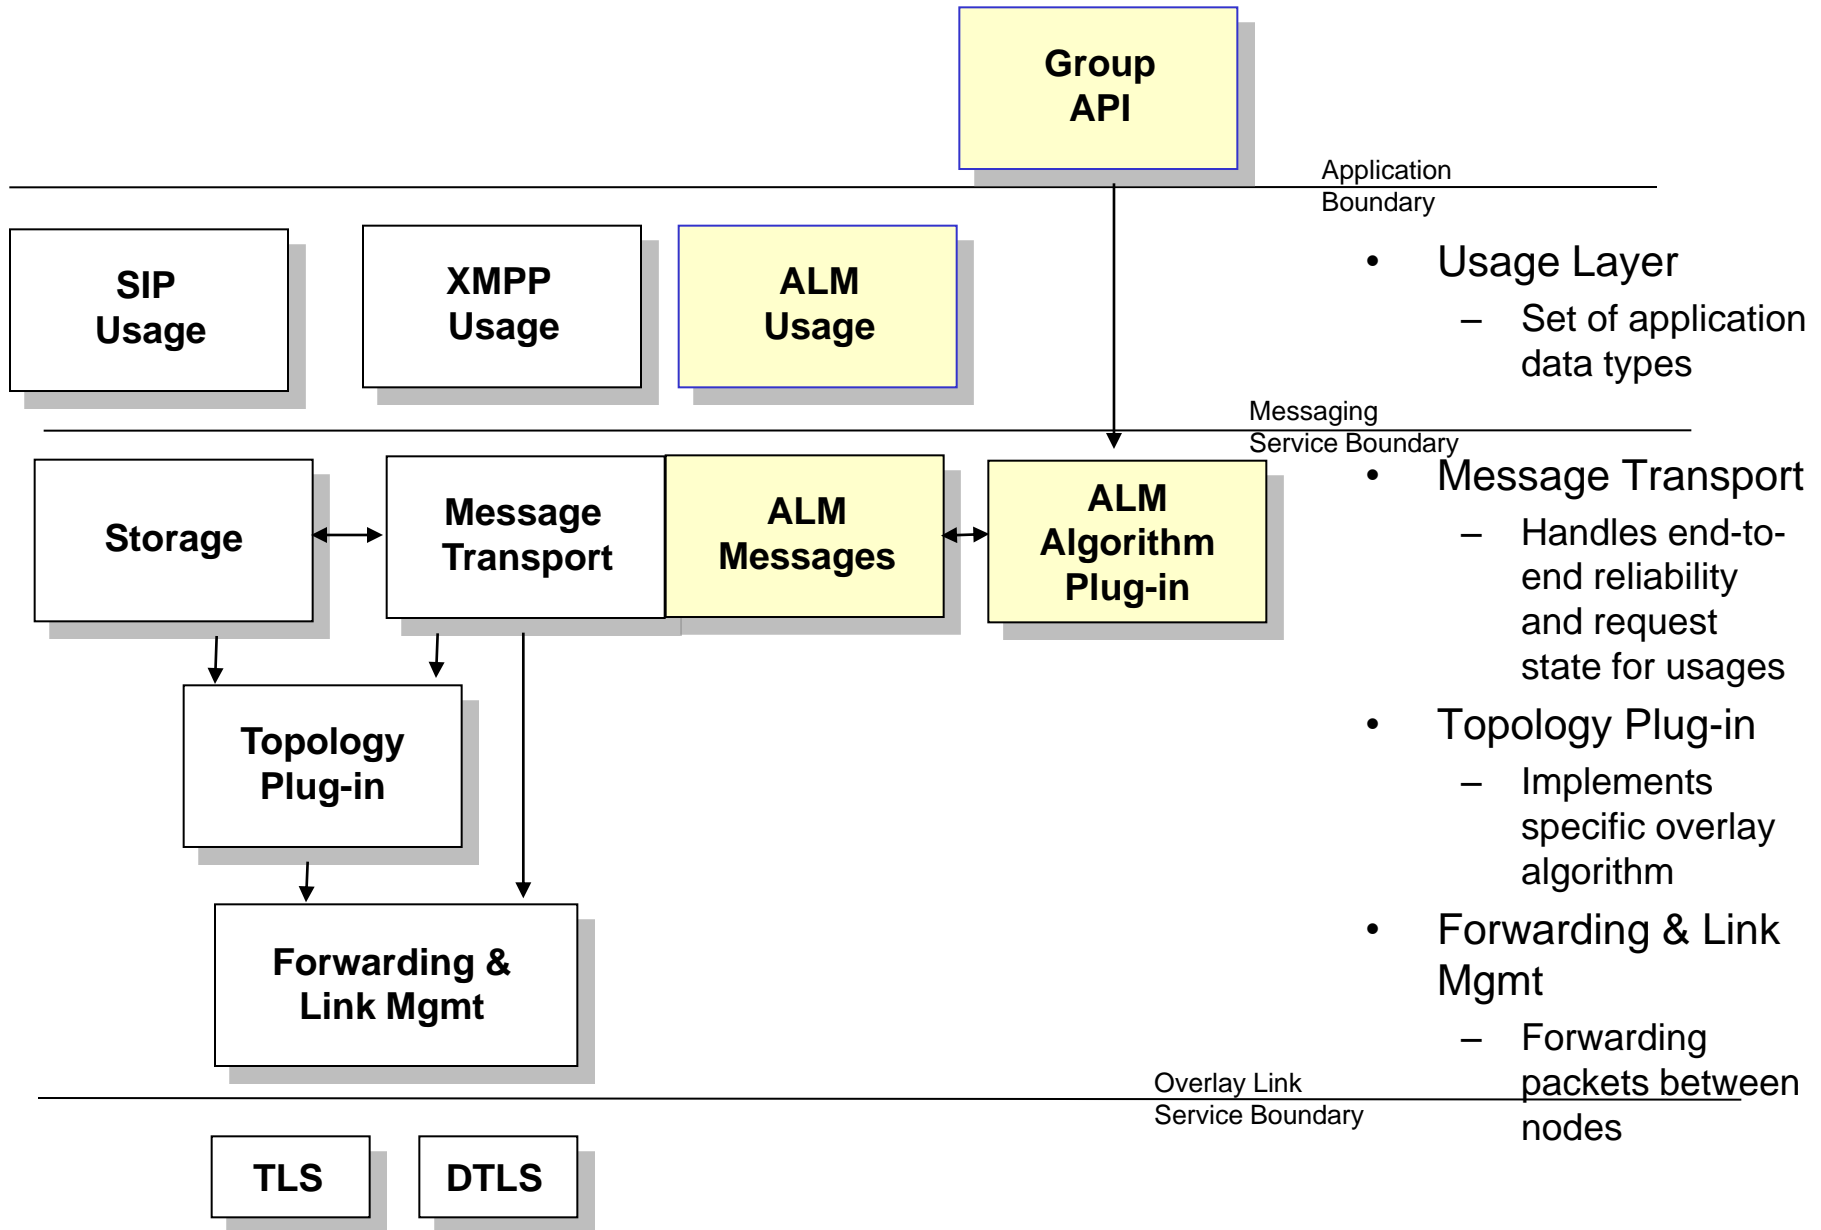 Group
API
Application
Boundary
SIP
Usage
XMPP
Usage
ALM
Usage
• Usage Layer
– Set of application
data types
Messaging
Service Boundary
Storage
Message
Transport
ALM
Messages
ALM
Algorithm
Plug-in
• Message Transport
– Handles end-to-
end reliability
and request
state for usages
Topology
Plug-in
• Topology Plug-in
– Implements
specific overlay
algorithm
Forwarding &
Link Mgmt
• Forwarding & Link
Mgmt
– Forwarding
packets between
nodes
Overlay Link
Service Boundary
TLS
DTLS